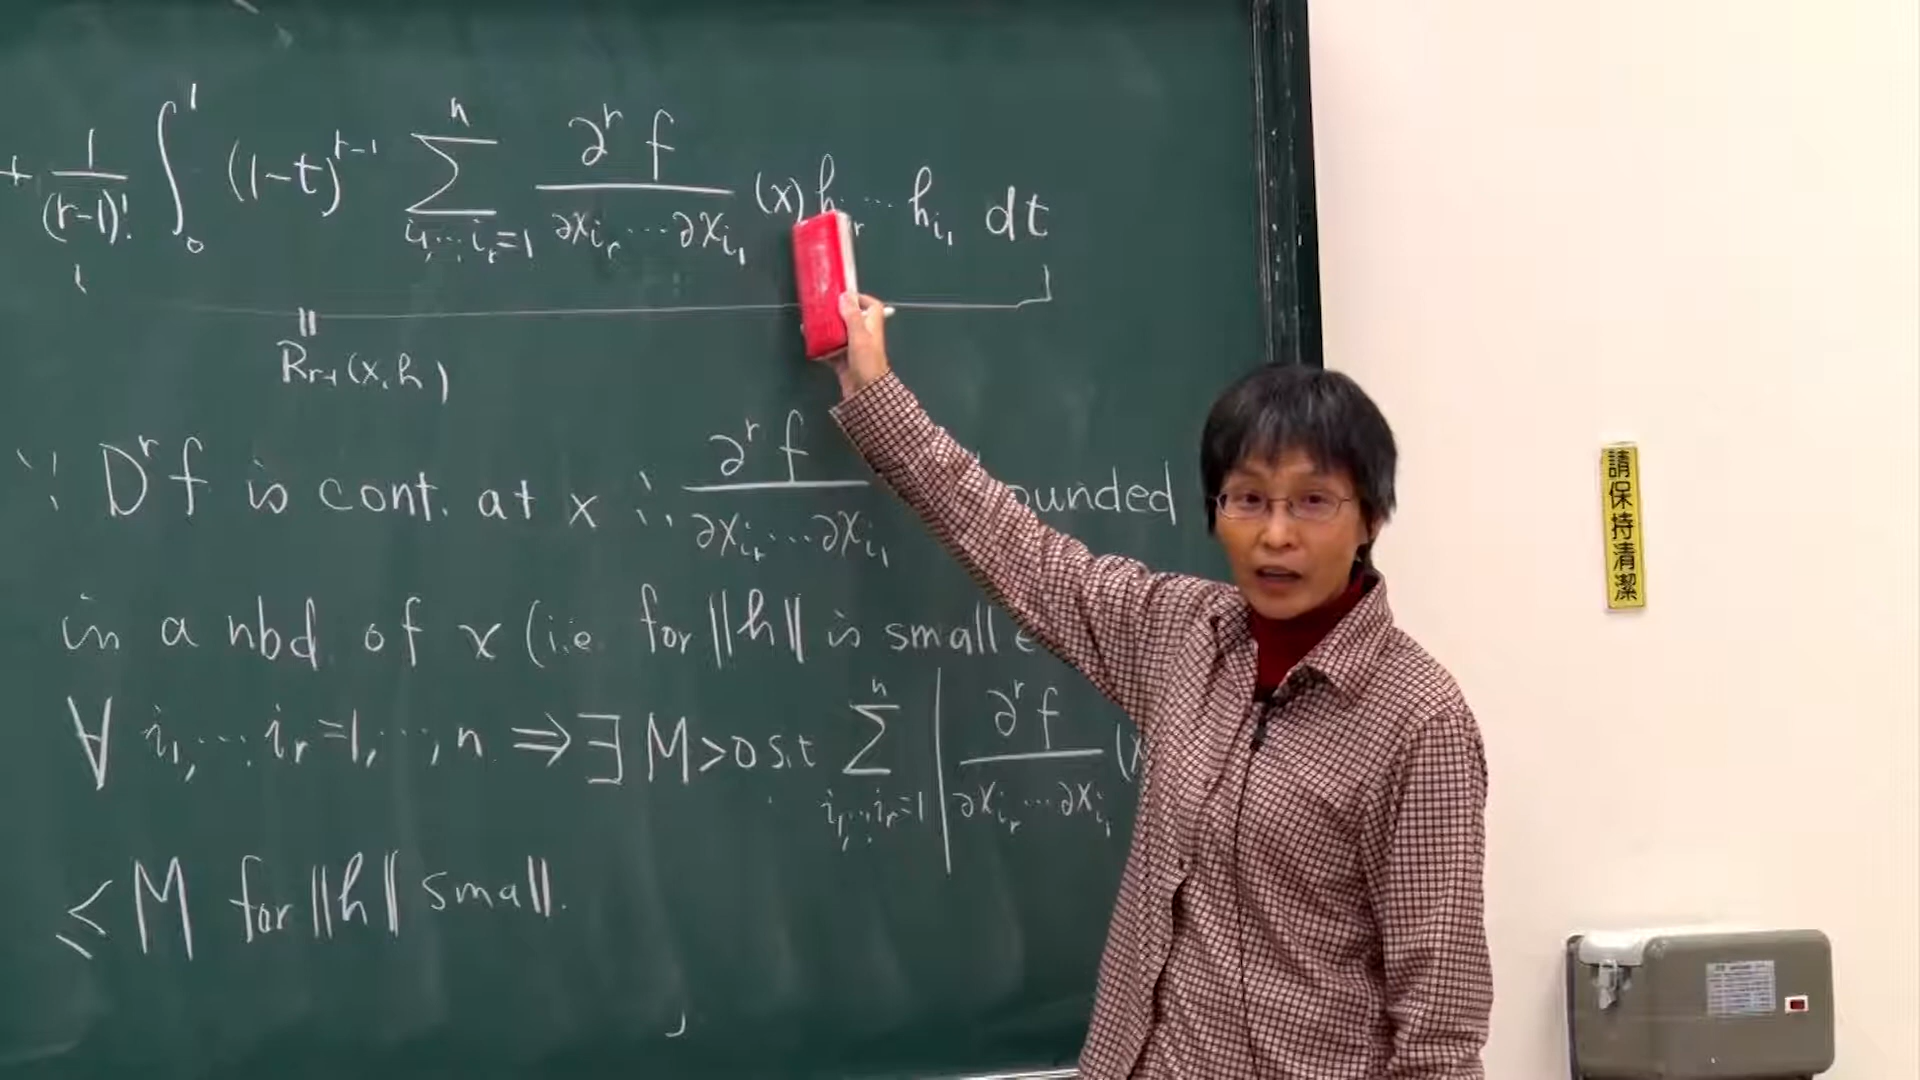 + 1/(r-1)! ∫₀¹ (1-t)^{r-1} Σ_{i₁,…i_r=1}^n ∂^r f/∂x_{i_r}…∂x_{i₁} (x) h_{i_r}…h_{i₁} dt
‖
R_{r-1}(x,h)
∵ D^r f is cont. at x ∴ ∂^r f/∂x_{i_r}…∂x_{i₁} ounded
in a nbd of x (i.e. for ‖h‖ is small
∀ i₁,…i_r=1,…,n ⇒ ∃ M>0 s.t Σ_{i₁,…i_r=1}^n | ∂^r f/∂x_{i_r}…∂x_{i₁} (x
≤ M for ‖h‖ small.
請保持清潔